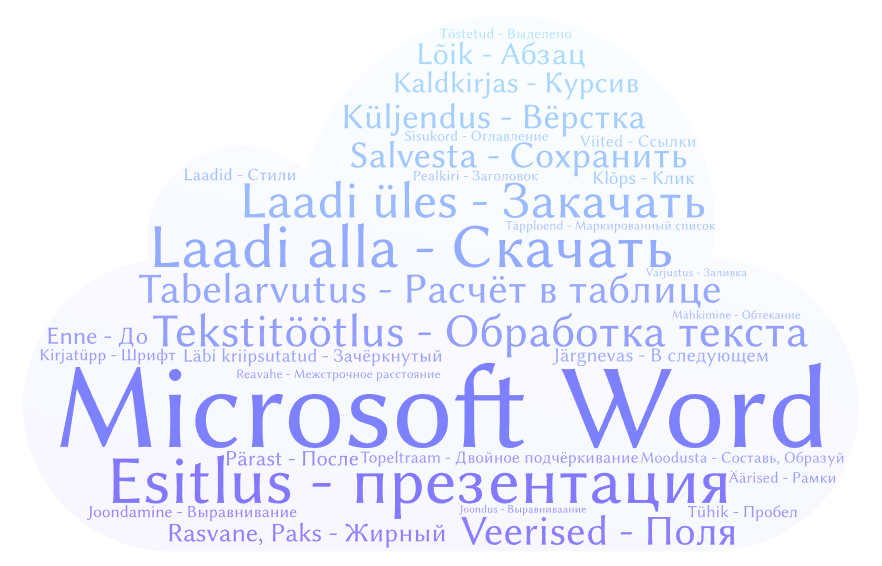 Tõstetud - Выделено
Lõik - Абзац
Kaldkirjas - Курсив
Küljendus - Вёрстка
Sisukord - Оглавление
Viited - Ссылки
Salvesta - Сохранить
Laadid - Стили
Pealkiri - Заголовок
Klõps - Клик
Laadi üles - Закачать
Täpploend - Маркированный список
Laadi alla - Скачать
Varjustus - Заливка
Tabelarvutus - Расчёт в таблице
Mähkimine - Обтекание
Enne - До
Tekstitöötlus - Обработка текста
Kirjatüpp - Шрифт
Läbi kriipsutatud - Зачёркнутый
Järgnevas - В следующем
Reavahe - Межстрочное расстояние
Microsoft Word
Pärast - После
Topeltraam - Двойное подчёркивание
Moodusta - Составь, Образуй
Esitlus - презентация
Äärised - Рамки
Joondamine - Выравнивание
Joondus - Выравниваание
Tühik - Пробел
Rasvane, Paks - Жирный
Veerised - Поля